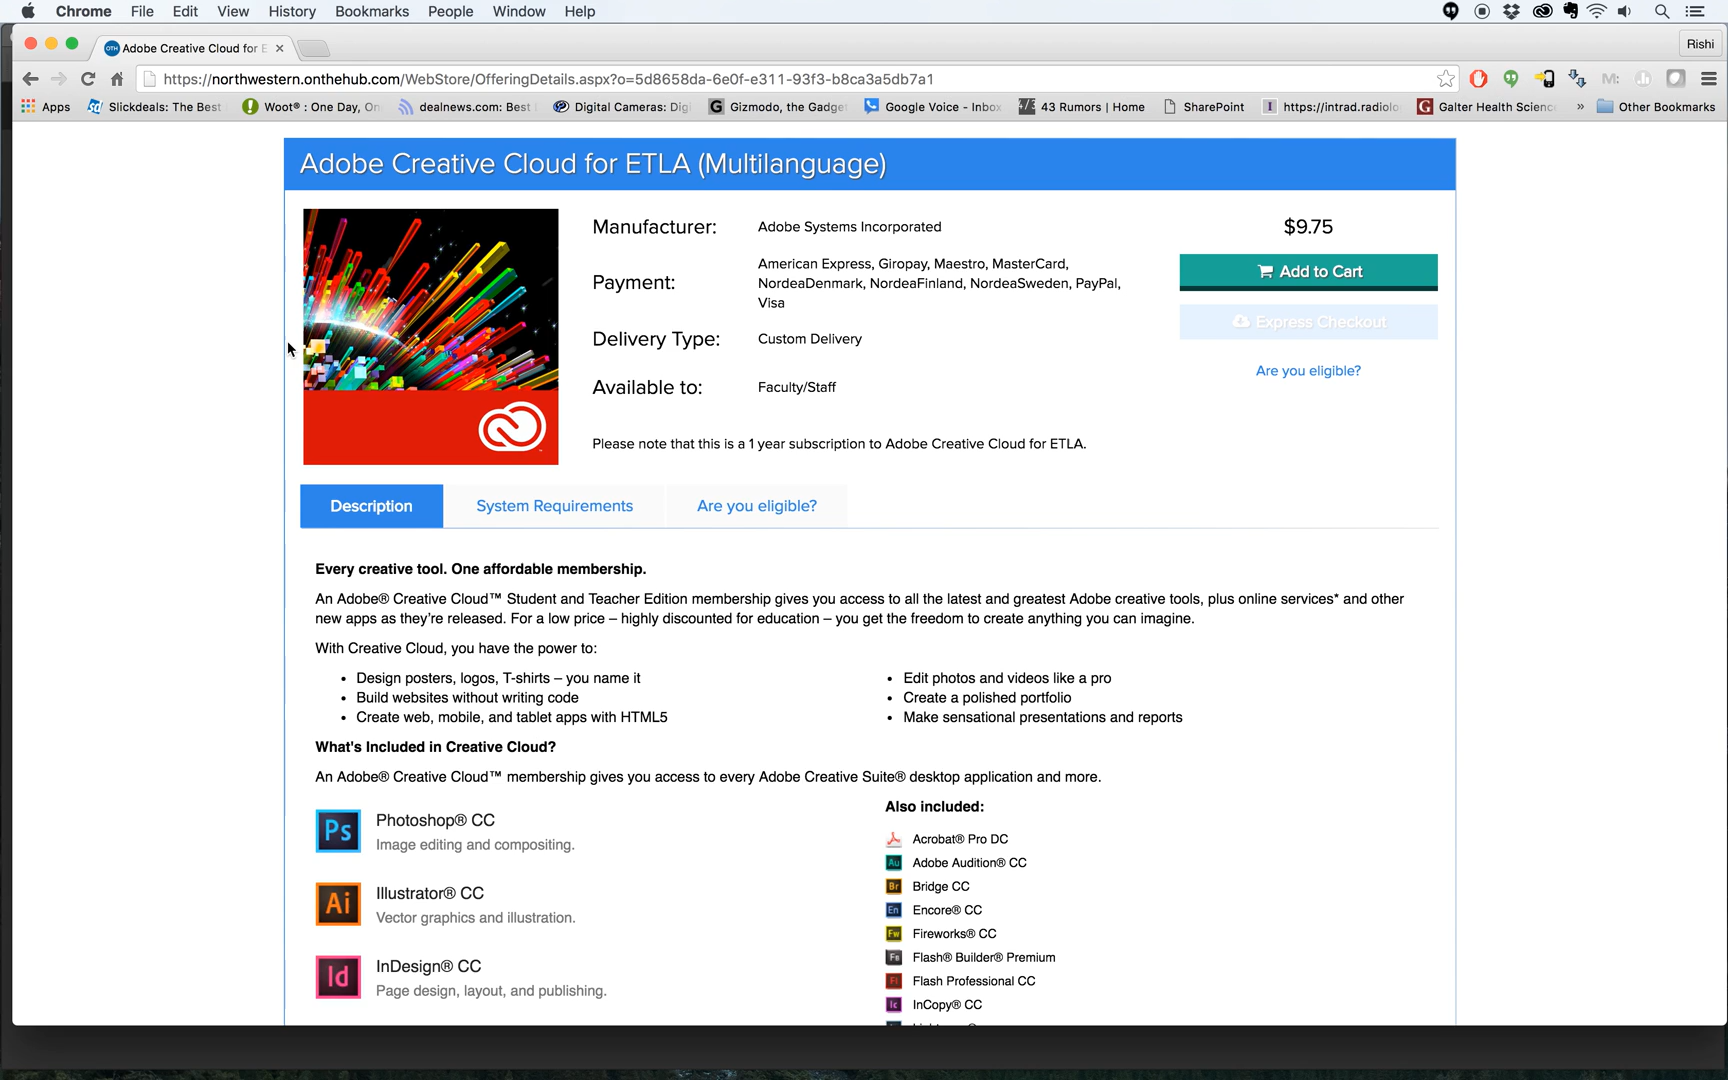 Chrome File Edit View History Bookmarks People Window Help
Adobe Creative Cloud for E
Rishi
https://northwestern.onthehub.com/WebStore/OfferingDetails.aspx?o=5d8658da-6e0f-e311-93f3-b8ca3a5db7a1
Apps Slickdeals: The Best Woot® : One Day, On dealnews.com: Best Digital Cameras: Digi Gizmodo, the Gadge Google Voice - Inbox 43 Rumors | Home SharePoint https://intrad.radiolo Galter Health Scienc » Other Bookmarks
Adobe Creative Cloud for ETLA (Multilanguage)
Manufacturer: Adobe Systems Incorporated
$9.75
Payment: American Express, Giropay, Maestro, MasterCard,
NordeaDenmark, NordeaFinland, NordeaSweden, PayPal,
Visa
Add to Cart
Express Checkout
Delivery Type: Custom Delivery
Are you eligible?
Available to: Faculty/Staff
Please note that this is a 1 year subscription to Adobe Creative Cloud for ETLA.
Description System Requirements Are you eligible?
Every creative tool. One affordable membership.
An Adobe® Creative Cloud™ Student and Teacher Edition membership gives you access to all the latest and greatest Adobe creative tools, plus online services* and other
new apps as they're released. For a low price – highly discounted for education – you get the freedom to create anything you can imagine.
With Creative Cloud, you have the power to:
• Design posters, logos, T-shirts – you name it
• Build websites without writing code
• Create web, mobile, and tablet apps with HTML5
• Edit photos and videos like a pro
• Create a polished portfolio
• Make sensational presentations and reports
What's Included in Creative Cloud?
An Adobe® Creative Cloud™ membership gives you access to every Adobe Creative Suite® desktop application and more.
Ps Photoshop® CC
Image editing and compositing.
Ai Illustrator® CC
Vector graphics and illustration.
Id InDesign® CC
Page design, layout, and publishing.
Also included:
Acrobat® Pro DC
Au Adobe Audition® CC
Br Bridge CC
En Encore® CC
Fw Fireworks® CC
Flash® Builder® Premium
Fl Flash Professional CC
Ic InCopy® CC